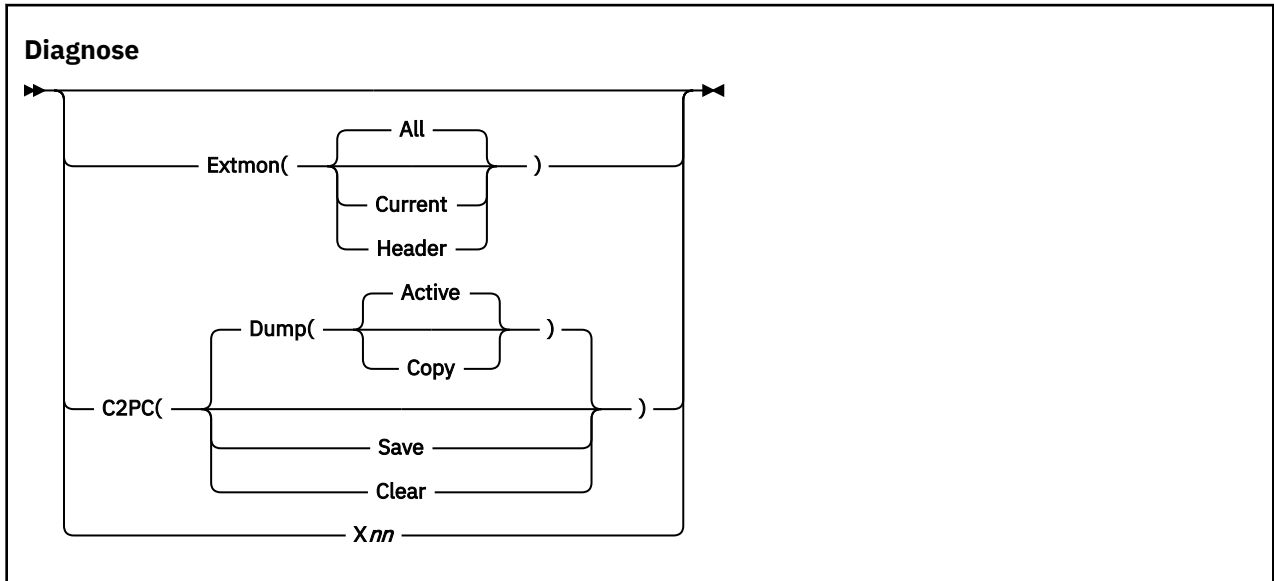 Diagnose
All
Extmon( )
Current
Header
Active
Dump( )
Copy
C2PC( )
Save
Clear
Xnn